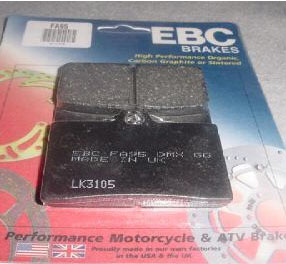 FA95
EBC
BRAKES
High Performance Organic,
Carbon Graphite or Sintered
EBC FA95 DMX GG
MADE IN UK
LK3105
Performance Motorcycle & ATV Brake
Proudly made in our own factories
in the USA & the UK